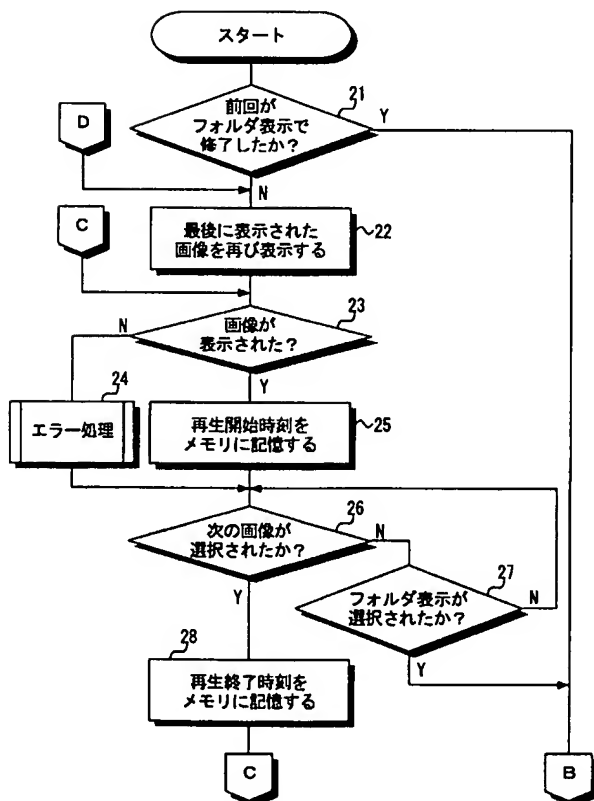 スタート
21
前回が
フォルダ表示で
修了したか?
Y
D
N
最後に表示された
画像を再び表示する
22
C
23
画像が
表示された?
N
Y
24
エラー処理
再生開始時刻を
メモリに記憶する
25
26
次の画像が
選択されたか?
N
Y
27
フォルダ表示が
選択されたか?
N
Y
28
再生終了時刻を
メモリに記憶する
C
B